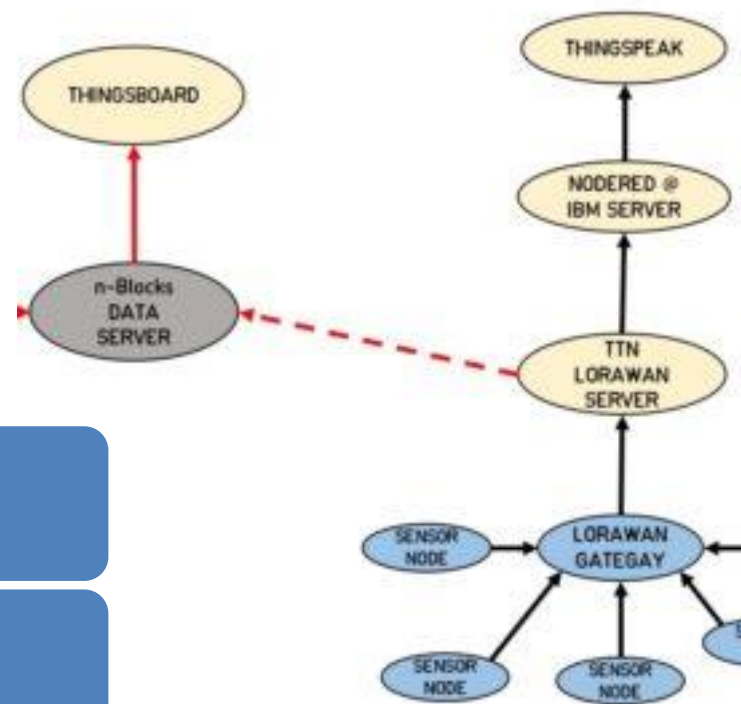 THINGSPEAK
THINGSBOARD
NODERED @
IBM SERVER
n-Blocks
DATA
SERVER
TTN
LORAWAN
SERVER
SENSOR
NODE
LORAWAN
GATEGAY
SENSOR
NODE
SENSOR
NODE